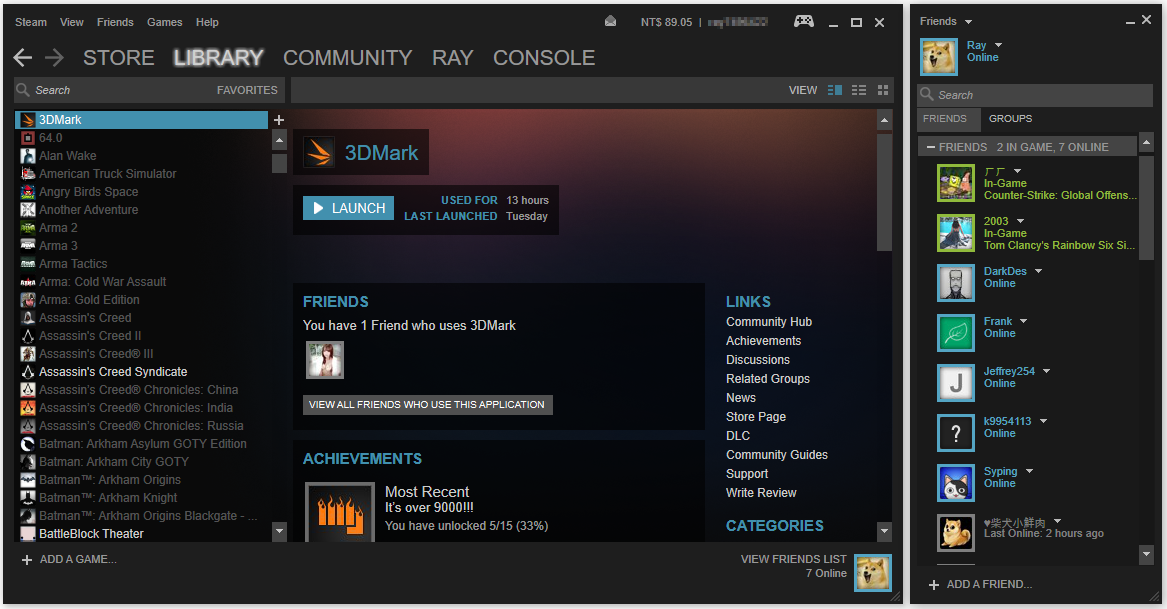 Steam View Friends Games Help
NT$ 89.05 |
STORE LIBRARY COMMUNITY RAY CONSOLE
Search FAVORITES
VIEW
3DMark
64.0
Alan Wake
American Truck Simulator
Angry Birds Space
Another Adventure
Arma 2
Arma 3
Arma Tactics
Arma: Cold War Assault
Arma: Gold Edition
Assassin's Creed
Assassin's Creed II
Assassin's Creed® III
Assassin's Creed Syndicate
Assassin's Creed® Chronicles: China
Assassin's Creed® Chronicles: India
Assassin's Creed® Chronicles: Russia
Batman: Arkham Asylum GOTY Edition
Batman: Arkham City GOTY
Batman™: Arkham Origins
Batman™: Arkham Knight
Batman™: Arkham Origins Blackgate - ...
BattleBlock Theater
ADD A GAME...
3DMark
LAUNCH
USED FOR 13 hours
LAST LAUNCHED Tuesday
FRIENDS
You have 1 Friend who uses 3DMark
VIEW ALL FRIENDS WHO USE THIS APPLICATION
ACHIEVEMENTS
Most Recent
It's over 9000!!!
You have unlocked 5/15 (33%)
LINKS
Community Hub
Achievements
Discussions
Related Groups
News
Store Page
DLC
Community Guides
Support
Write Review
CATEGORIES
VIEW FRIENDS LIST
7 Online
Friends
Ray
Online
Search
FRIENDS GROUPS
FRIENDS 2 IN GAME, 7 ONLINE
ㄏㄏ
In-Game
Counter-Strike: Global Offens...
2003
In-Game
Tom Clancy's Rainbow Six Si...
DarkDes
Online
Frank
Online
J
Jeffrey254
Online
?
k9954113
Online
Syping
Online
♥柴犬小鮮肉
Last Online: 2 hours ago
ADD A FRIEND...